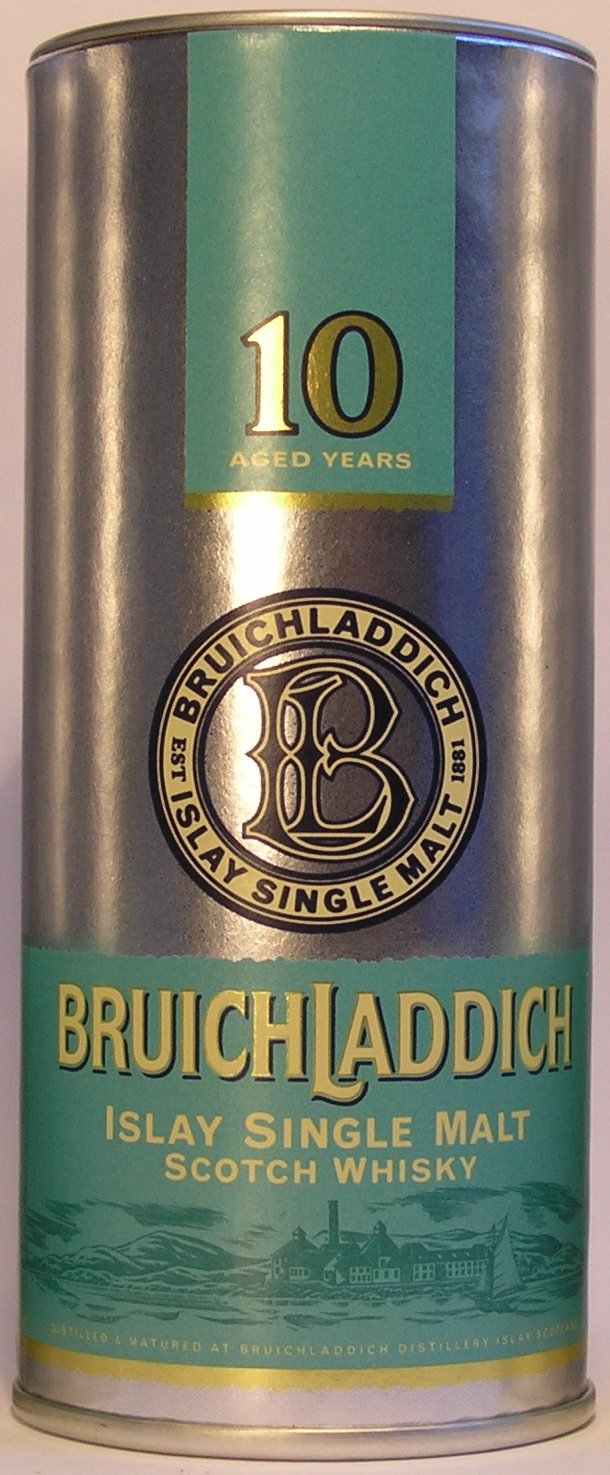 10
AGED YEARS
BRUICHLADDICH
EST 1881
ISLAY SINGLE MALT
BL
BRUICHLADDICH
ISLAY SINGLE MALT
SCOTCH WHISKY
DISTILLED & MATURED AT BRUICHLADDICH DISTILLERY ISLAY SCOTLAND